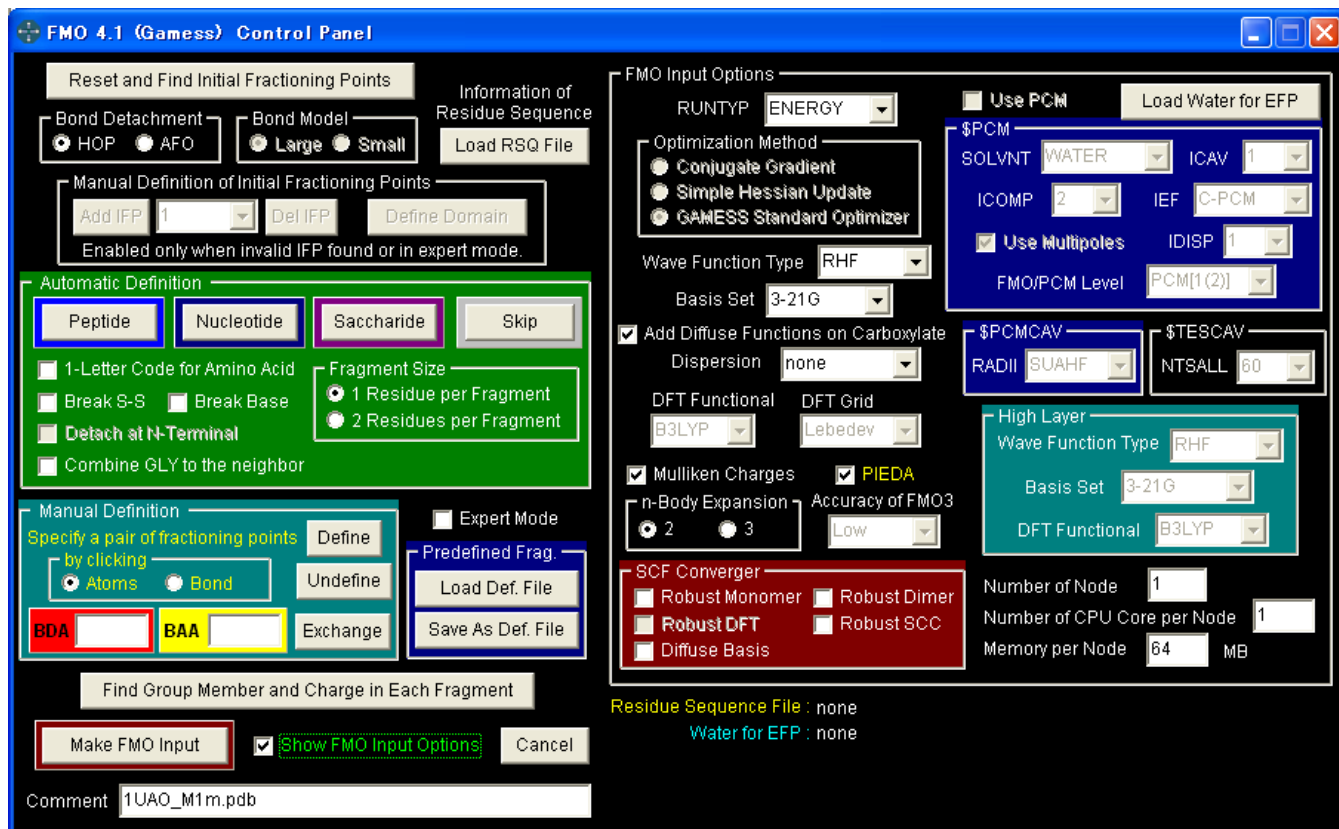 FMO 4.1 (Gamess) Control Panel
Reset and Find Initial Fractioning Points
Information of
Residue Sequence
Load RSQ File
Bond Detachment
HOP AFO
Bond Model
Large Small
Manual Definition of Initial Fractioning Points
Add IFP 1 Del IFP Define Domain
Enabled only when invalid IFP found or in expert mode.
Automatic Definition
Peptide Nucleotide Saccharide Skip
1-Letter Code for Amino Acid
Break S-S Break Base
Detach at N-Terminal
Combine GLY to the neighbor
Fragment Size
1 Residue per Fragment
2 Residues per Fragment
Manual Definition
Specify a pair of fractioning points
by clicking
Atoms Bond
Define
Undefine
BDA BAA Exchange
Expert Mode
Predefined Frag.
Load Def. File
Save As Def. File
Find Group Member and Charge in Each Fragment
Make FMO Input Show FMO Input Options Cancel
Comment 1UAO_M1m.pdb
FMO Input Options
RUNTYP ENERGY
Optimization Method
Conjugate Gradient
Simple Hessian Update
GAMESS Standard Optimizer
Wave Function Type RHF
Basis Set 3-21G
Add Diffuse Functions on Carboxylate
Dispersion none
DFT Functional DFT Grid
B3LYP Lebedev
Mulliken Charges PIEDA
n-Body Expansion
2 3
Accuracy of FMO3
Low
SCF Converger
Robust Monomer Robust Dimer
Robust DFT Robust SCC
Diffuse Basis
Use PCM Load Water for EFP
$PCM
SOLVNT WATER ICAV 1
ICOMP 2 IEF C-PCM
Use Multipoles IDISP 1
FMO/PCM Level PCM[1(2)]
$PCMCAV
RADII SUAHF
$TESCAV
NTSALL 60
High Layer
Wave Function Type RHF
Basis Set 3-21G
DFT Functional B3LYP
Number of Node 1
Number of CPU Core per Node 1
Memory per Node 64 MB
Residue Sequence File : none
Water for EFP : none